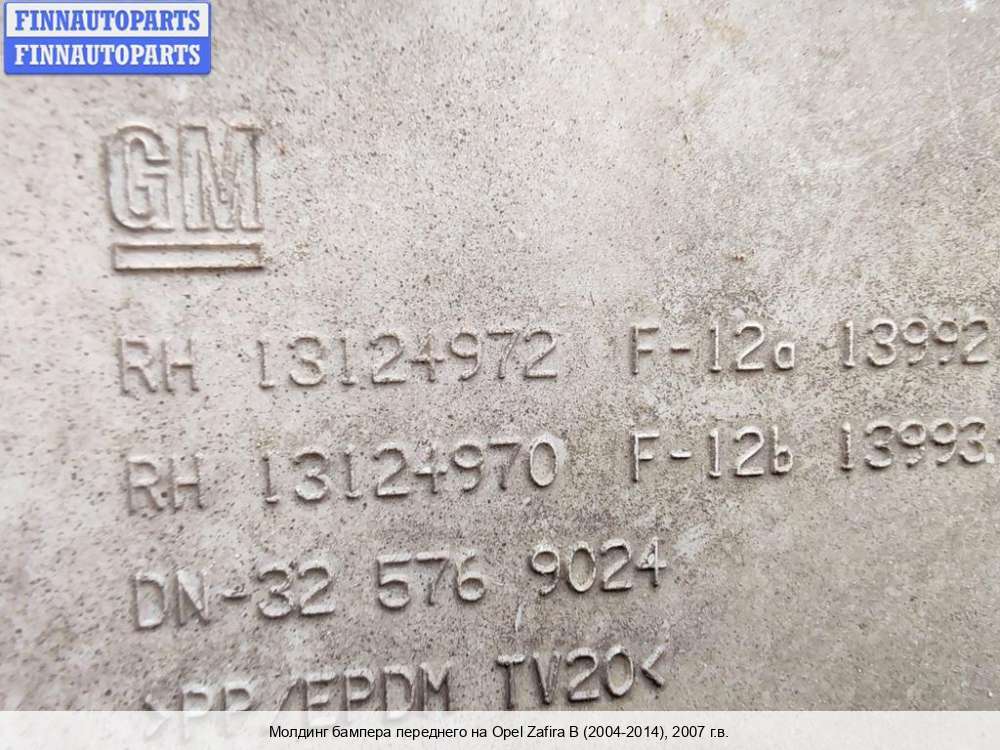 FINNAUTOPARTS
FINNAUTOPARTS
GM
RH 13124972 F-12a 13992
RH 13124970 F-12b 13993.
DN-32 576 9024
>PP/EPDM TV20<
Молдинг бампера переднего на Opel Zafira B (2004-2014), 2007 г.в.